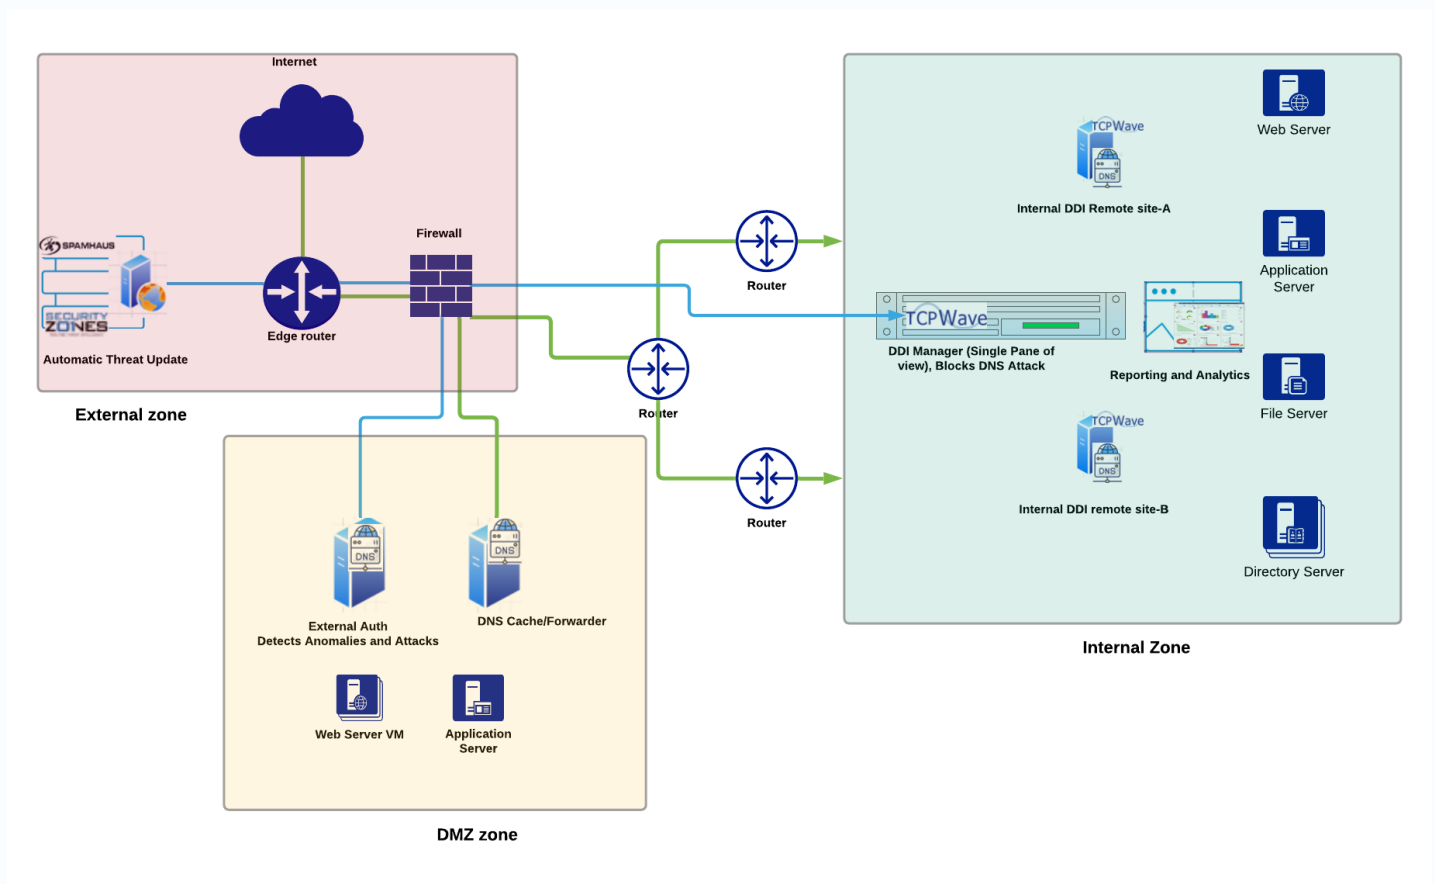 Internet
SPAMHAUS
SECURITY
ZONES
Automatic Threat Update
Edge router
Firewall
External zone
Router
Router
Router
TCPWave
DNS
Internal DDI Remote site-A
TCPWave
DDI Manager (Single Pane of
view), Blocks DNS Attack
Reporting and Analytics
TCPWave
DNS
Internal DDI remote site-B
Web Server
Application
Server
File Server
Directory Server
Internal Zone
DNS
External Auth
Detects Anomalies and Attacks
DNS
DNS Cache/Forwarder
Web Server VM
Application
Server
DMZ zone